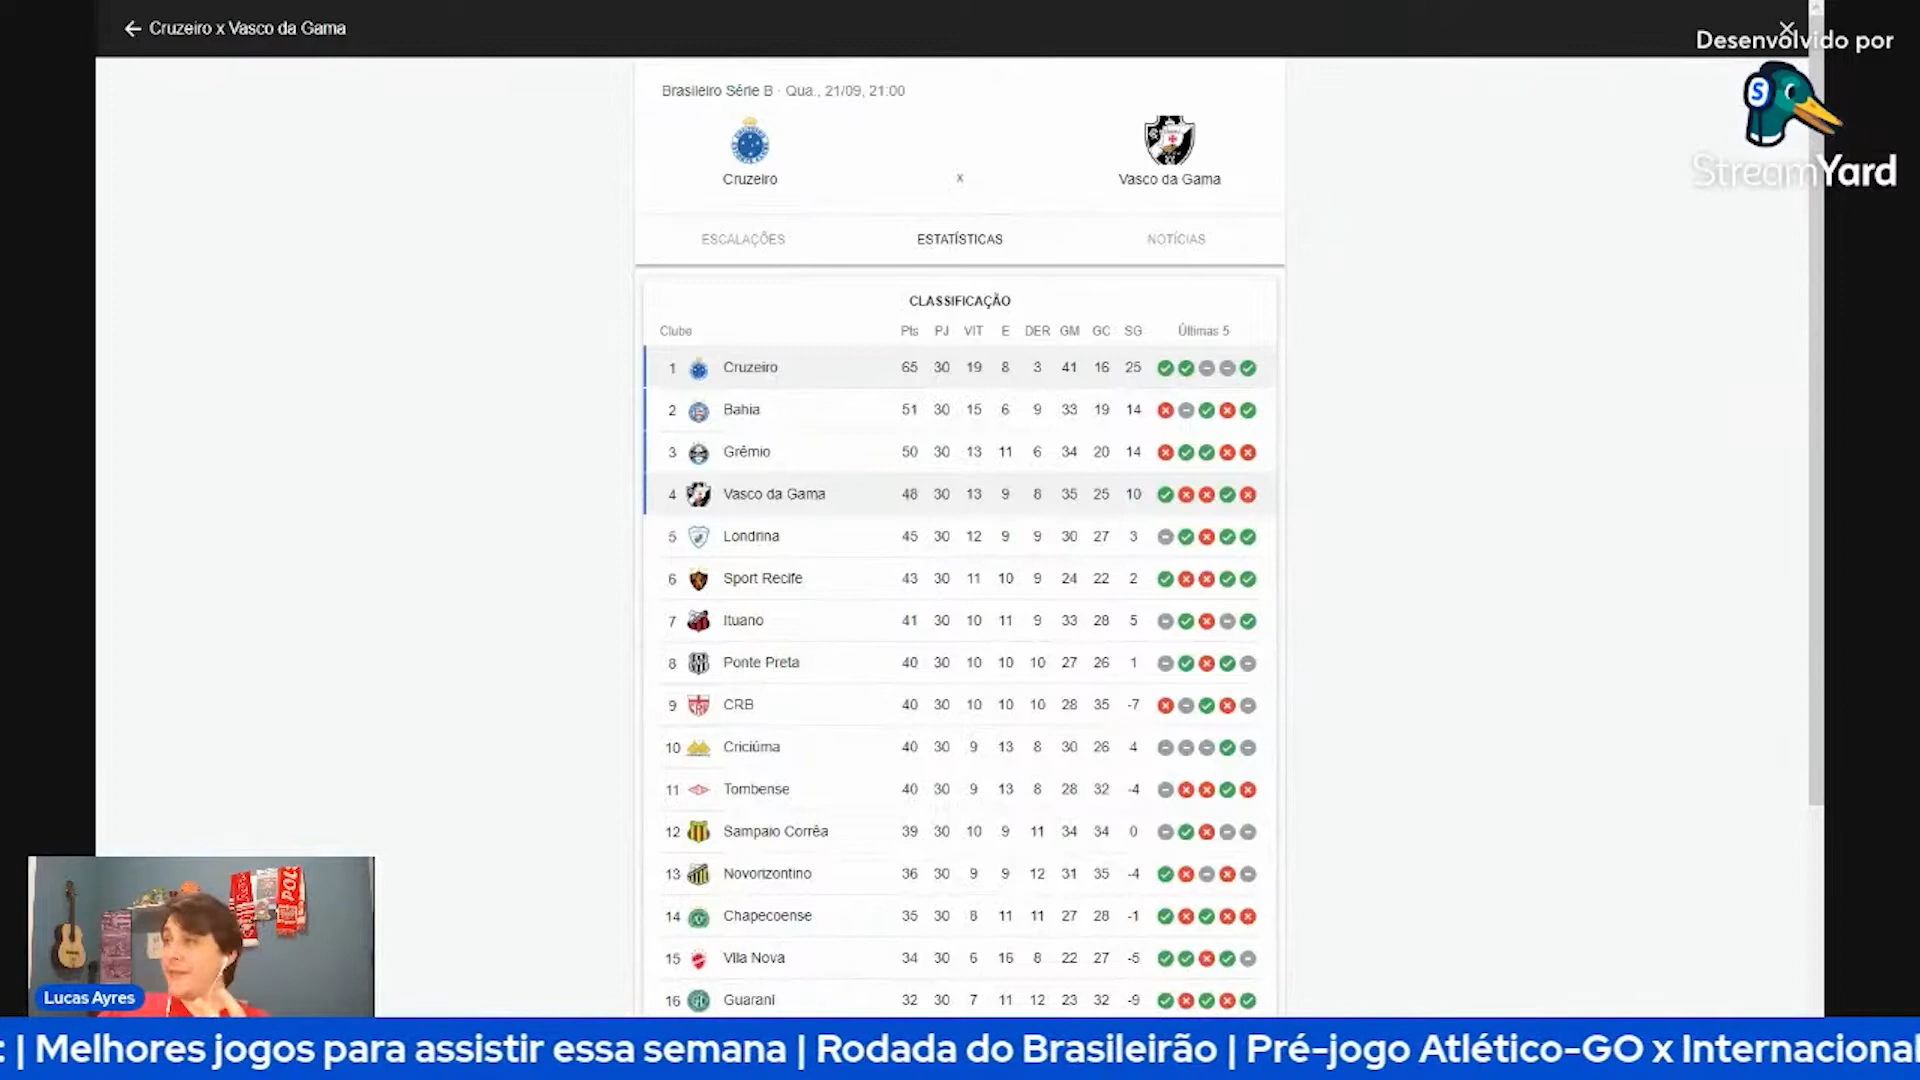 Cruzeiro x Vasco da Gama
Desenvolvido por
S
StreamYard
Brasileiro Série B · Qua., 21/09, 21:00
Cruzeiro x Vasco da Gama
ESCALAÇÕES ESTATÍSTICAS NOTÍCIAS
CLASSIFICAÇÃO
Clube Pts PJ VIT E DER GM GC SG Últimas 5
1 Cruzeiro 65 30 19 8 3 41 16 25
2 Bahia 51 30 15 6 9 33 19 14
3 Grêmio 50 30 13 11 6 34 20 14
4 Vasco da Gama 48 30 13 9 8 35 25 10
5 Londrina 45 30 12 9 9 30 27 3
6 Sport Recife 43 30 11 10 9 24 22 2
7 Ituano 41 30 10 11 9 33 28 5
8 Ponte Preta 40 30 10 10 10 27 26 1
9 CRB 40 30 10 10 10 28 35 -7
10 Criciúma 40 30 9 13 8 30 26 4
11 Tombense 40 30 9 13 8 28 32 -4
12 Sampaio Corrêa 39 30 10 9 11 34 34 0
13 Novorizontino 36 30 9 9 12 31 35 -4
14 Chapecoense 35 30 8 11 11 27 28 -1
15 Vila Nova 34 30 6 16 8 22 27 -5
16 Guarani 32 30 7 11 12 23 32 -9
Lucas Ayres
: | Melhores jogos para assistir essa semana | Rodada do Brasileirão | Pré-jogo Atlético-GO x Internacional